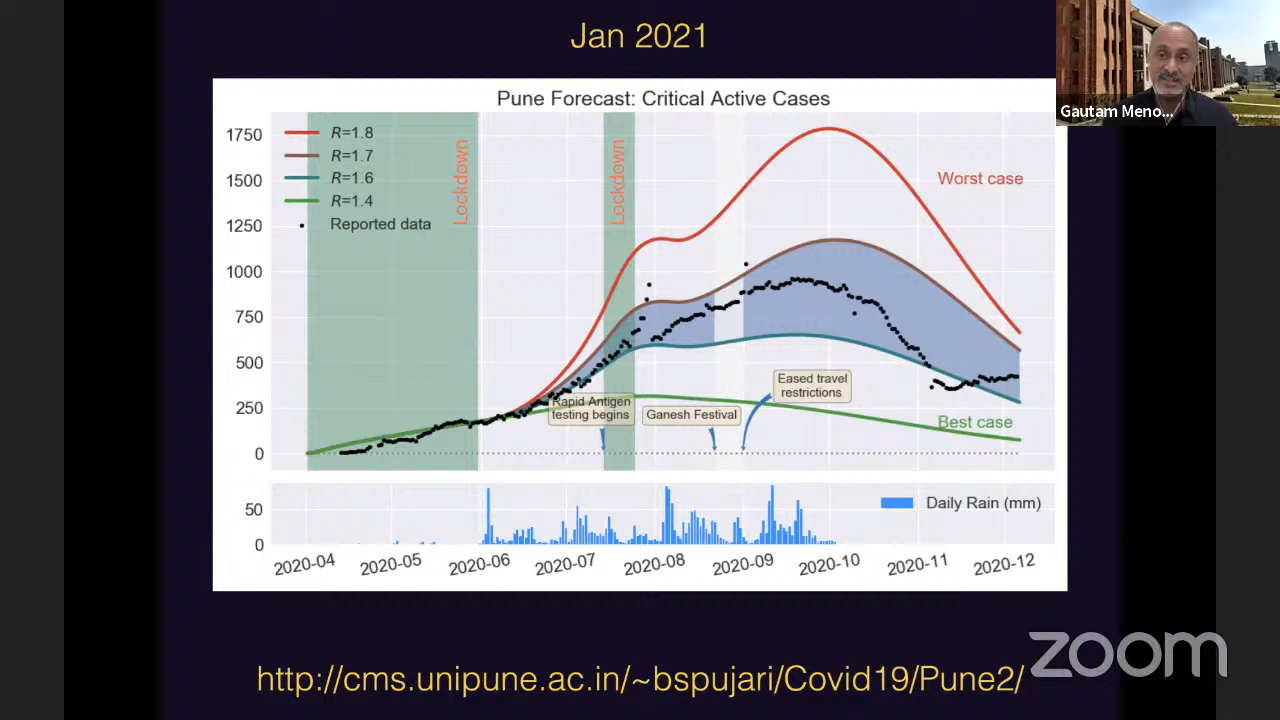 Jan 2021
Gautam Meno...
Pune Forecast: Critical Active Cases
1750
1500
1250
1000
750
500
250
0
R=1.8
R=1.7
R=1.6
R=1.4
Reported data
Lockdown
Lockdown
Worst case
Best case
Rapid Antigen
testing begins
Ganesh Festival
Eased travel
restrictions
50
0
Daily Rain (mm)
2020-04 2020-05 2020-06 2020-07 2020-08 2020-09 2020-10 2020-11 2020-12
zoom
http://cms.unipune.ac.in/~bspujari/Covid19/Pune2/